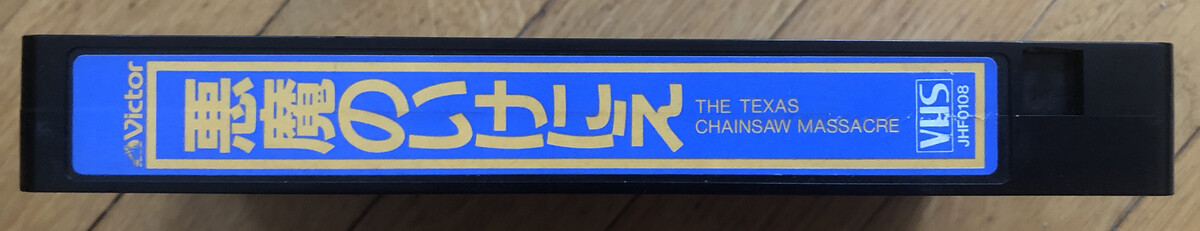 Victor
悪魔のいけにえ
THE TEXAS
CHAINSAW MASSACRE
VHS
JHF0108